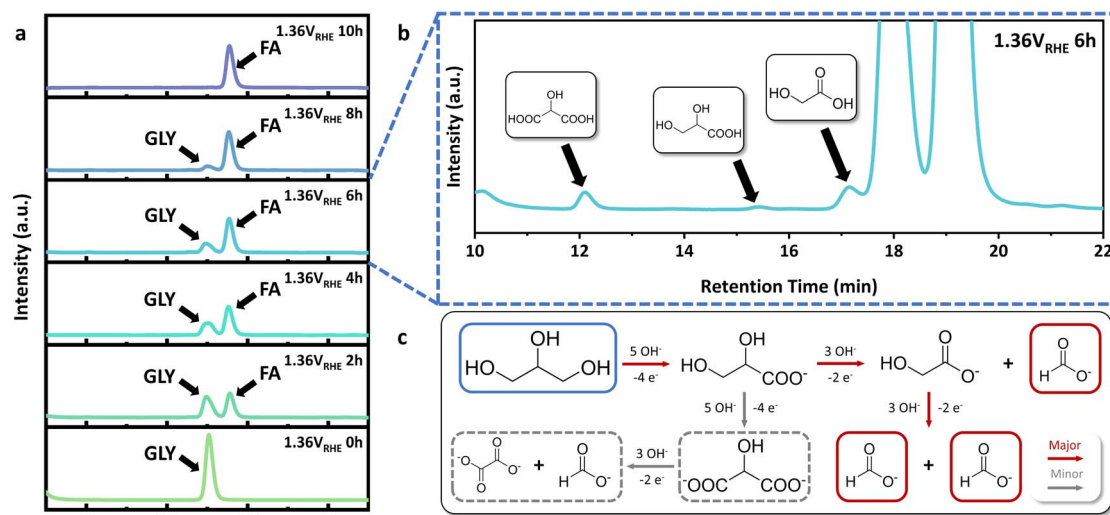 a
1.36V_RHE 10h
FA
1.36V_RHE 8h
GLY
FA
1.36V_RHE 6h
GLY
FA
1.36V_RHE 4h
GLY
FA
1.36V_RHE 2h
GLY
FA
1.36V_RHE 0h
GLY
Intensity (a.u.)
b
1.36V_RHE 6h
OH
HOOC COOH
OH
HO COOH
O
HO
OH
Intensity (a.u.)
10 12 14 16 18 20 22
Retention Time (min)
c
OH
HO OH
5 OH⁻
-4 e⁻
OH
HO
COO⁻
3 OH⁻
-2 e⁻
O
HO
O⁻
+
O
H O⁻
5 OH⁻ -4 e⁻
3 OH⁻ -2 e⁻
O
⁻O
O⁻
O
+
O
H O⁻
3 OH⁻
-2 e⁻
OH
⁻OOC COO⁻
O
H O⁻
+
O
H O⁻
Major
Minor